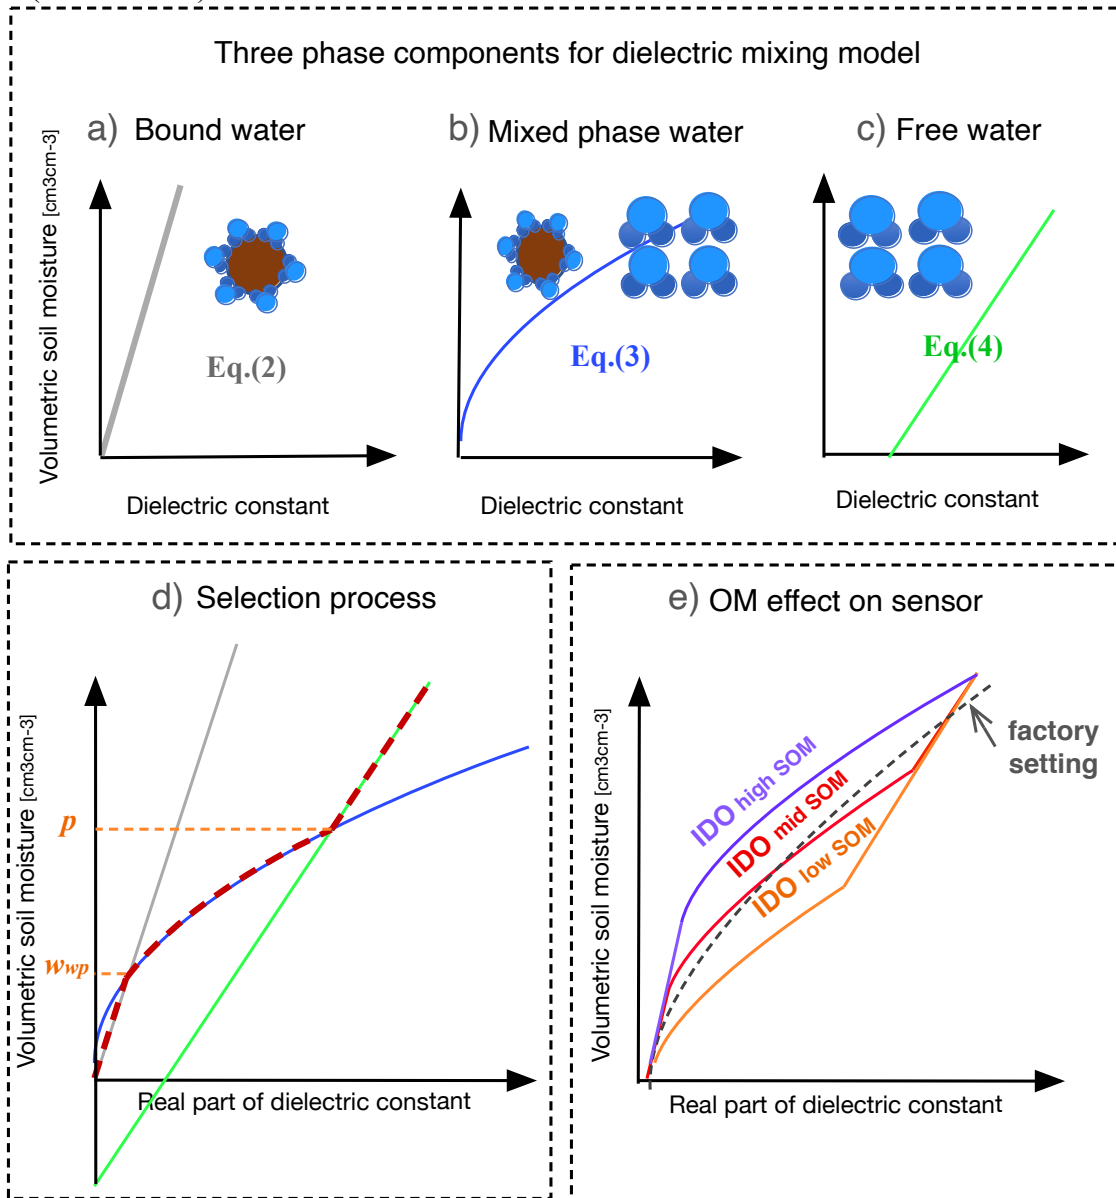 Three phase components for dielectric mixing model
a) Bound water
b) Mixed phase water
c) Free water
Volumetric soil moisture [cm3cm-3]
Eq.(2)
Eq.(3)
Eq.(4)
Dielectric constant
Dielectric constant
Dielectric constant
d) Selection process
Volumetric soil moisture [cm3cm-3]
p
wwp
Real part of dielectric constant
e) OM effect on sensor
Volumetric soil moisture [cm3cm-3]
factory
setting
IDO high SOM
IDO mid SOM
IDO low SOM
Real part of dielectric constant